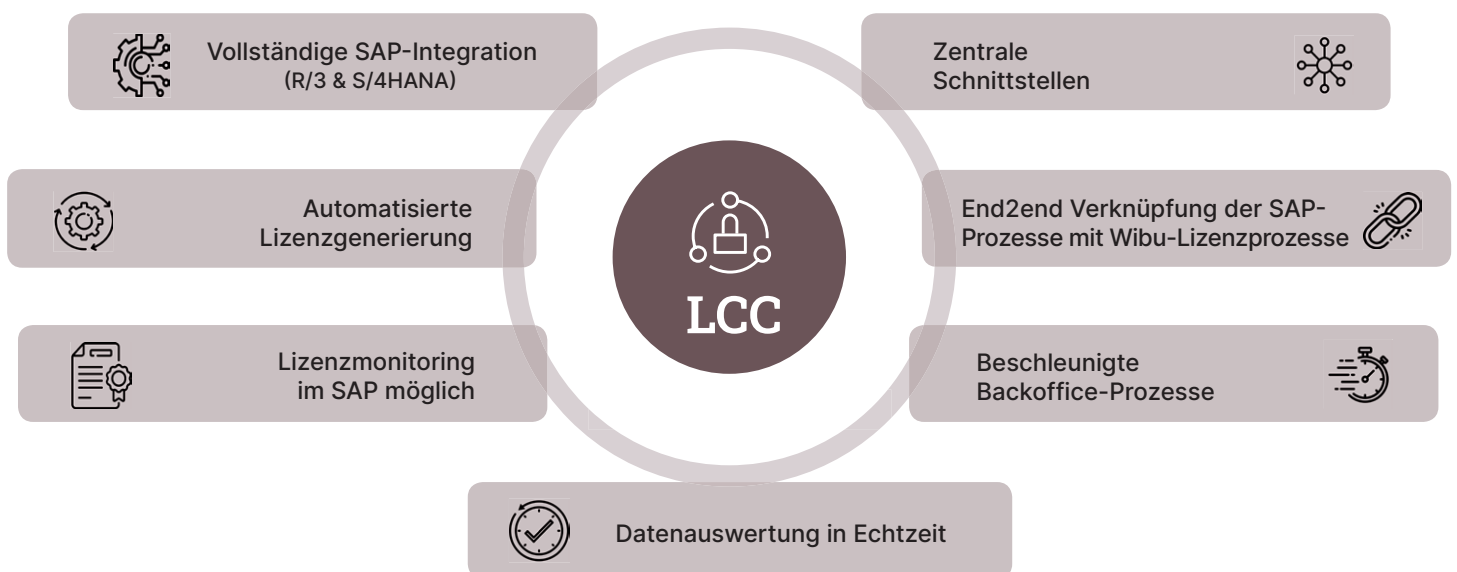 Vollständige SAP-Integration
(R/3 & S/4HANA)
Zentrale
Schnittstellen
Automatisierte
Lizenzgenerierung
End2end Verknüpfung der SAP-
Prozesse mit Wibu-Lizenzprozesse
LCC
Lizenzmonitoring
im SAP möglich
Beschleunigte
Backoffice-Prozesse
Datenauswertung in Echtzeit